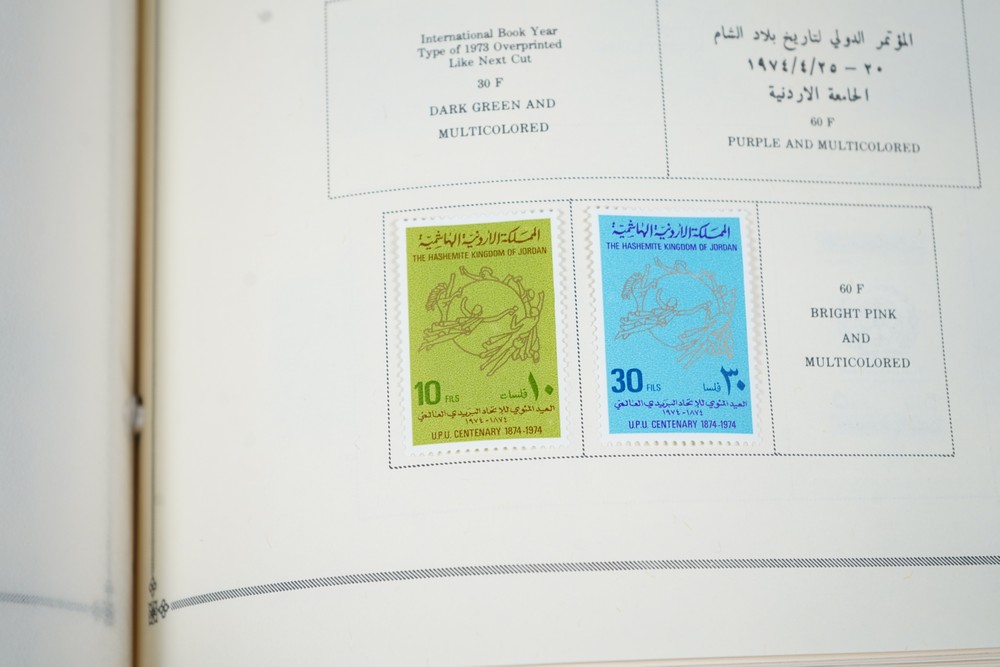 International Book Year
Type of 1973 Overprinted
Like Next Cut
30 F
DARK GREEN AND
MULTICOLORED
المؤتمر الدولي لتاريخ بلاد الشام
٢٠ – ٢٥/٤/١٩٧٤
الجامعة الاردنية
60 F
PURPLE AND MULTICOLORED
المملكة الاردنية الهاشمية
THE HASHEMITE KINGDOM OF JORDAN
10 FILS فلسات ١٠
العيد المئوي للاتحاد البريدي العالمي
١٨٧٤-١٩٧٤
U.P.U. CENTENARY 1874-1974
المملكة الاردنية الهاشمية
THE HASHEMITE KINGDOM OF JORDAN
30 FILS فلسا ٣٠
العيد المئوي للاتحاد البريدي العالمي
١٨٧٤-١٩٧٤
U.P.U. CENTENARY 1874-1974
60 F
BRIGHT PINK
AND
MULTICOLORED